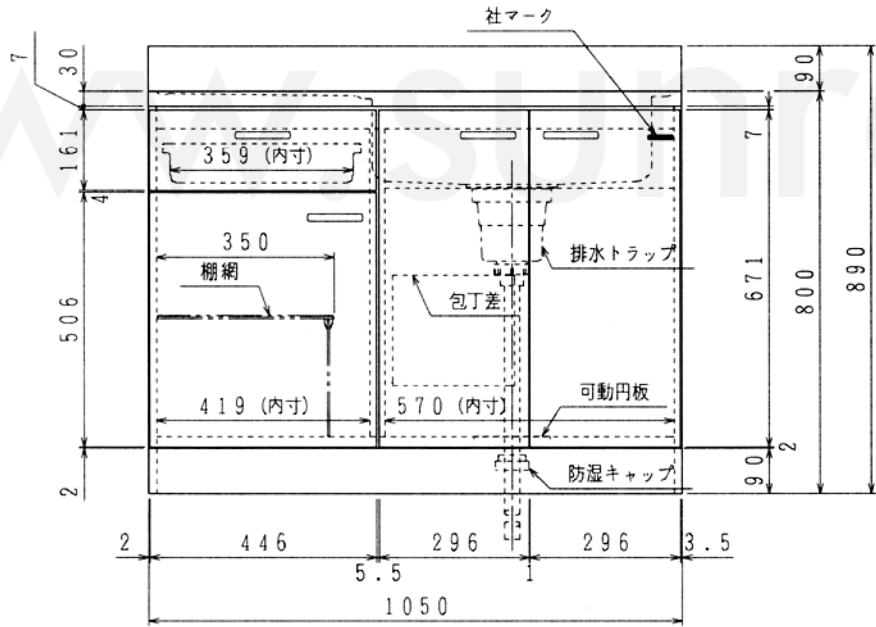 社マーク
www.sunr
7
30
90
161
359 (内寸)
7
4
350
棚網
排水トラップ
包丁差
506
671
800
890
419 (内寸)
570 (内寸)
可動円板
2
防湿キャップ
90
2
2
446
296
296
3.5
5.5
1
1050